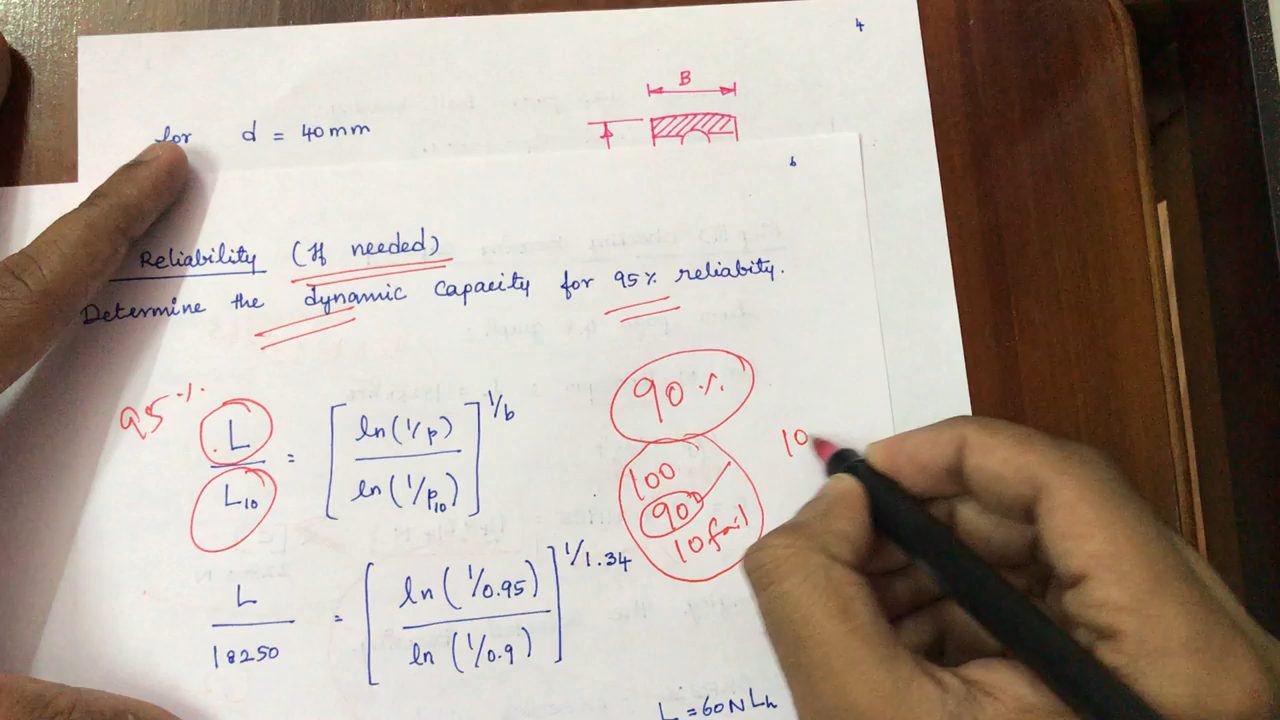 4
B
for d = 40mm
6
Reliability (If needed)
Determine the dynamic capacity for 95% reliabity.
95%
90%
L / L10 = [ ln(1/p) / ln(1/p10) ]^1/b
100
90
10 fail
10
L / 18250 = [ ln(1/0.95) / ln(1/0.9) ]^1/1.34
L = 60NLh